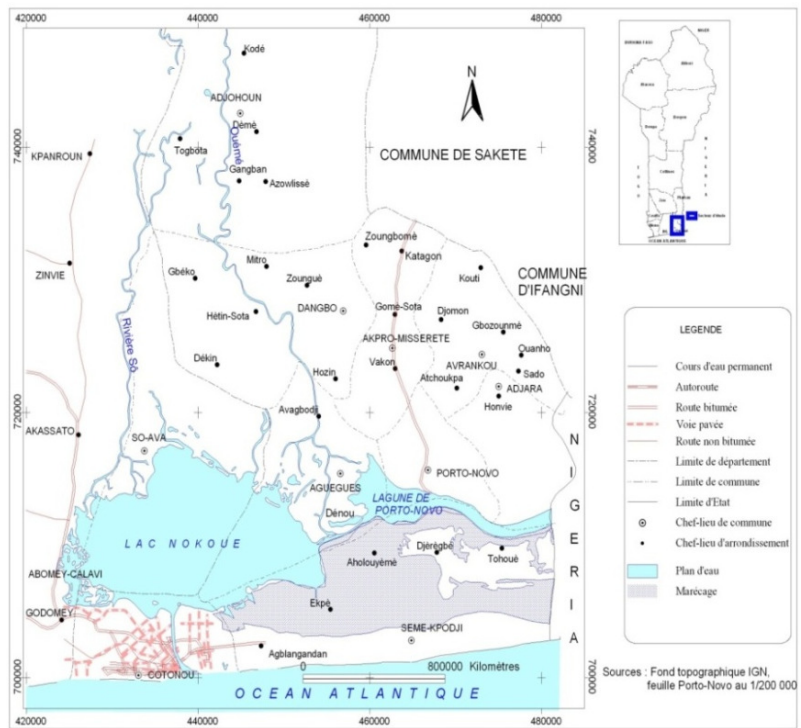 420000 440000 460000 480000
Kodé
N
ADJOHOUN
Démè
740000
Togbota
Ouémé
KPANROUN
COMMUNE DE SAKETE
740000
Gangban
Azowlissè
Zoungbomè
Katagon
Mitro
ZINVIE
Gbéko
Zounguè
Kouti
COMMUNE
D'IFANGNI
Hètin-Sota
DANGBO
Gomè-Sota
Djomon
Rivière Sô
Gbozounmè
AKPRO-MISSERETE
Ouanho
Dékin
Vakon
AVRANKOU
Hozin
Atchoukpa
Sado
ADJARA
Honvie
720000
Avagbodji
720000
AKASSATO
SO-AVA
PORTO-NOVO
AGUEGUES
LAGUNE DE
PORTO-NOVO
Dénou
LAC NOKOUE
NIGERIA
Djèrègbé
Tohouè
Aholouyèmè
ABOMEY-CALAVI
Ekpè
GODOMEY
SEME-KPODJI
Agblangandan
0 800000 Kilomètres
COTONOU
700000
700000
OCEAN ATLANTIQUE
420000 440000 460000 480000
LEGENDE
Cours d'eau permanent
Autoroute
Route bitumée
Voie pavée
Route non bitumée
Limite de département
Limite de commune
Limite d'Etat
Chef-lieu de commune
Chef-lieu d'arrondissement
Plan d'eau
Marécage
Sources : Fond topographique IGN,
feuille Porto-Novo au 1/200 000